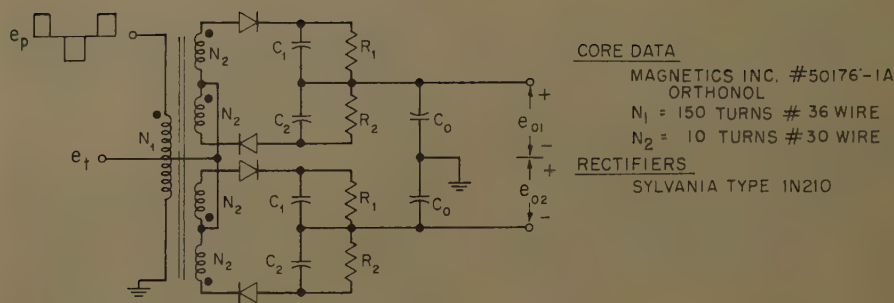 e_p
N_2
N_2
C_1
R_1
C_2
R_2
N_1
e_t
N_2
N_2
C_1
R_1
C_2
R_2
C_0
C_0
+
e_01
-
+
e_02
-
CORE DATA
MAGNETICS INC. #50176-1A
ORTHONOL
N_1 = 150 TURNS #36 WIRE
N_2 = 10 TURNS #30 WIRE
RECTIFIERS
SYLVANIA TYPE 1N210